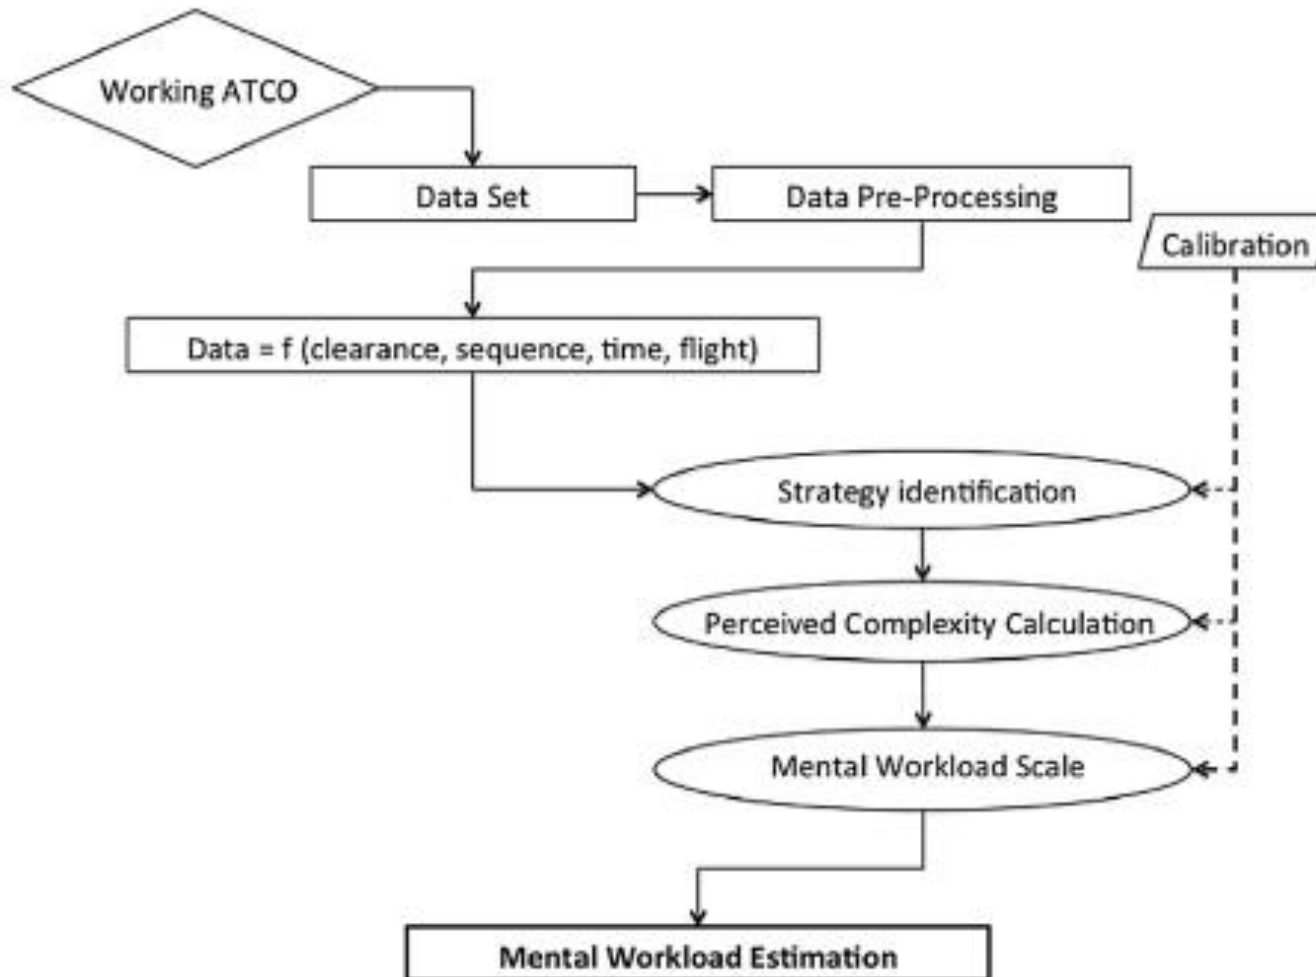 Working ATCO
Data Set
Data Pre-Processing
Calibration
Data = f (clearance, sequence, time, flight)
Strategy identification
Perceived Complexity Calculation
Mental Workload Scale
Mental Workload Estimation